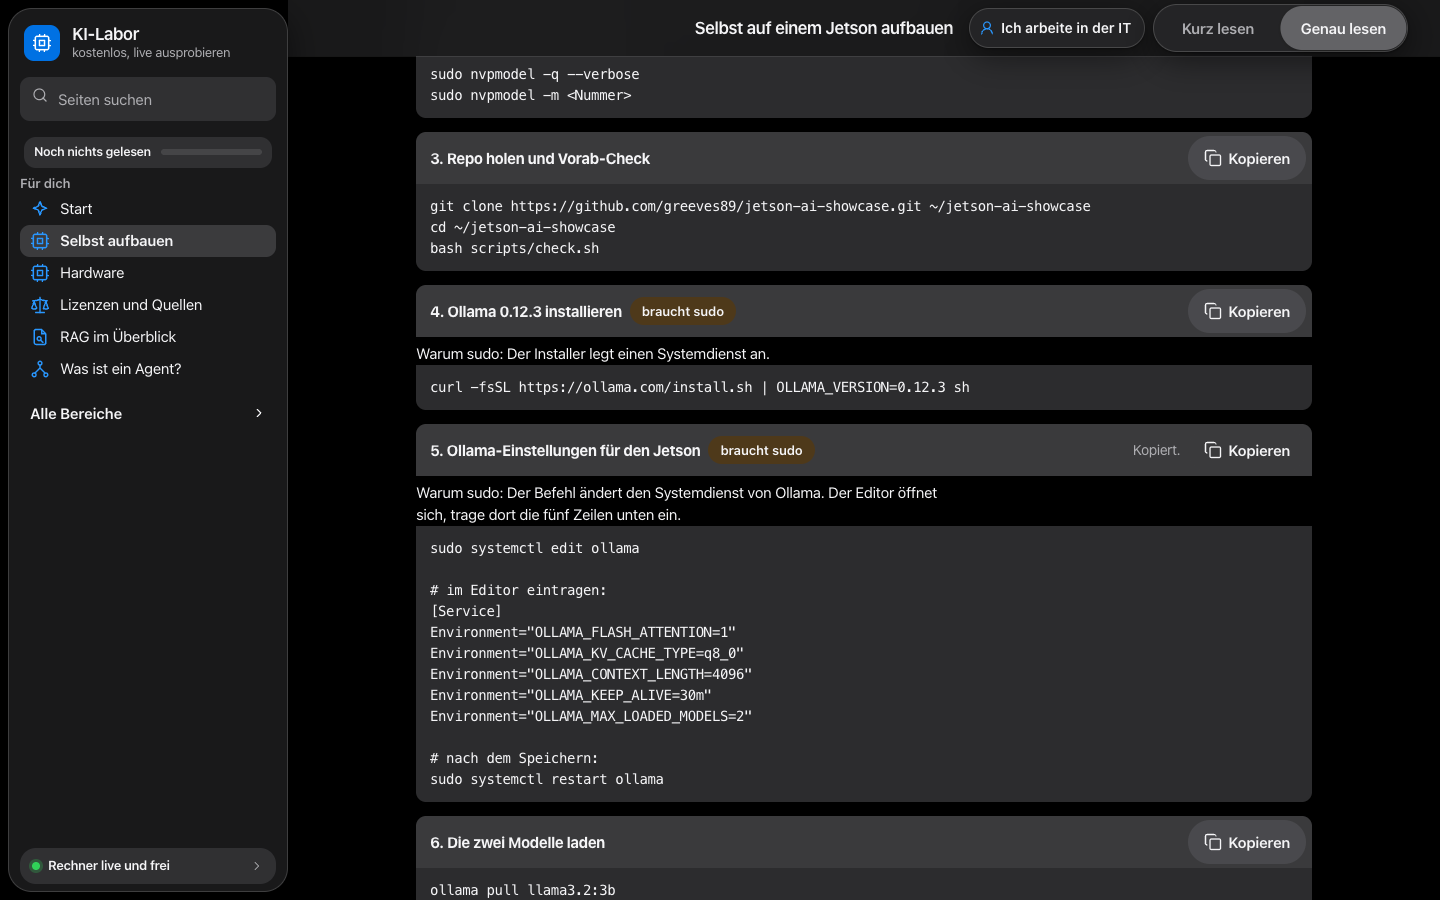 KI-Labor
kostenlos, live ausprobieren
Seiten suchen
Noch nichts gelesen
Für dich
Start
Selbst aufbauen
Hardware
Lizenzen und Quellen
RAG im Überblick
Was ist ein Agent?
Alle Bereiche
Rechner live und frei
Selbst auf einem Jetson aufbauen
Ich arbeite in der IT
Kurz lesen
Genau lesen
sudo nvpmodel -q --verbose
sudo nvpmodel -m <Nummer>
3. Repo holen und Vorab-Check
Kopieren
git clone https://github.com/greeves89/jetson-ai-showcase.git ~/jetson-ai-showcase
cd ~/jetson-ai-showcase
bash scripts/check.sh
4. Ollama 0.12.3 installieren
braucht sudo
Kopieren
Warum sudo: Der Installer legt einen Systemdienst an.
curl -fsSL https://ollama.com/install.sh | OLLAMA_VERSION=0.12.3 sh
5. Ollama-Einstellungen für den Jetson
braucht sudo
Kopiert.
Kopieren
Warum sudo: Der Befehl ändert den Systemdienst von Ollama. Der Editor öffnet
sich, trage dort die fünf Zeilen unten ein.
sudo systemctl edit ollama
# im Editor eintragen:
[Service]
Environment="OLLAMA_FLASH_ATTENTION=1"
Environment="OLLAMA_KV_CACHE_TYPE=q8_0"
Environment="OLLAMA_CONTEXT_LENGTH=4096"
Environment="OLLAMA_KEEP_ALIVE=30m"
Environment="OLLAMA_MAX_LOADED_MODELS=2"
# nach dem Speichern:
sudo systemctl restart ollama
6. Die zwei Modelle laden
Kopieren
ollama pull llama3.2:3b